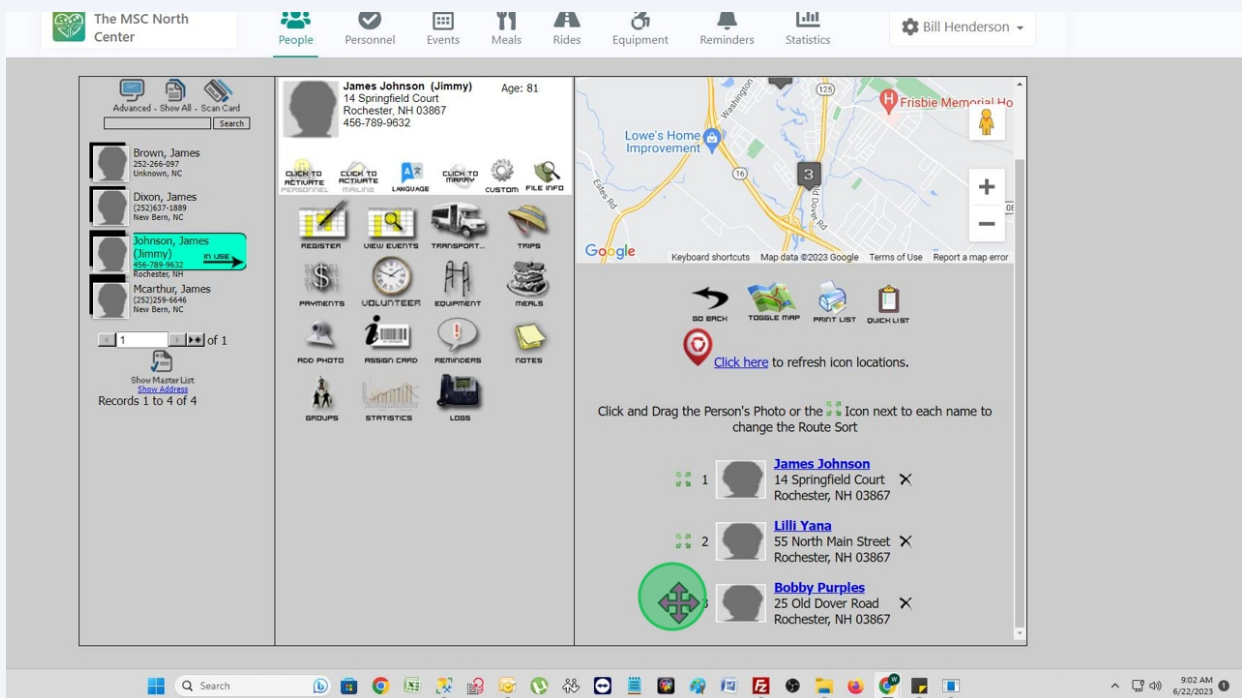 The MSC North
Center
People
Personnel
Events
Meals
Rides
Equipment
Reminders
Statistics
Bill Henderson
Advanced - Show All - Scan Card
Search
Brown, James
252-266-097
Unknown, NC
Dixon, James
(252)637-1889
New Bern, NC
Johnson, James
(Jimmy)
IN USE
456-789-9632
Rochester, NH
Mcarthur, James
(252)259-6646
New Bern, NC
1
of 1
Show Master List
Show Address
Records 1 to 4 of 4
James Johnson (Jimmy)
Age: 81
14 Springfield Court
Rochester, NH 03867
456-789-9632
CLICK TO
ACTIVATE
PERSONNEL
CLICK TO
ACTIVATE
MAILING
LANGUAGE
CLICK TO
MARRY
CUSTOM
FILE INFO
REGISTER
VIEW EVENTS
TRANSPORT...
TRIPS
PAYMENTS
VOLUNTEER
EQUIPMENT
MEALS
ADD PHOTO
ASSIGN CARD
REMINDERS
NOTES
GROUPS
STATISTICS
LOGS
Washington
125
H
Frisbie Memorial Ho
Lowe's Home
Improvement
16
3
Estes Rd
d Dover Rd
+
−
Google
Keyboard shortcuts
Map data ©2023 Google
Terms of Use
Report a map error
GO BACK
TOGGLE MAP
PRINT LIST
QUICK LIST
Click here to refresh icon locations.
Click and Drag the Person's Photo or the Icon next to each name to
change the Route Sort
1
James Johnson
14 Springfield Court
Rochester, NH 03867
2
Lilli Yana
55 North Main Street
Rochester, NH 03867
3
Bobby Purples
25 Old Dover Road
Rochester, NH 03867
Search
9:02 AM
6/22/2023